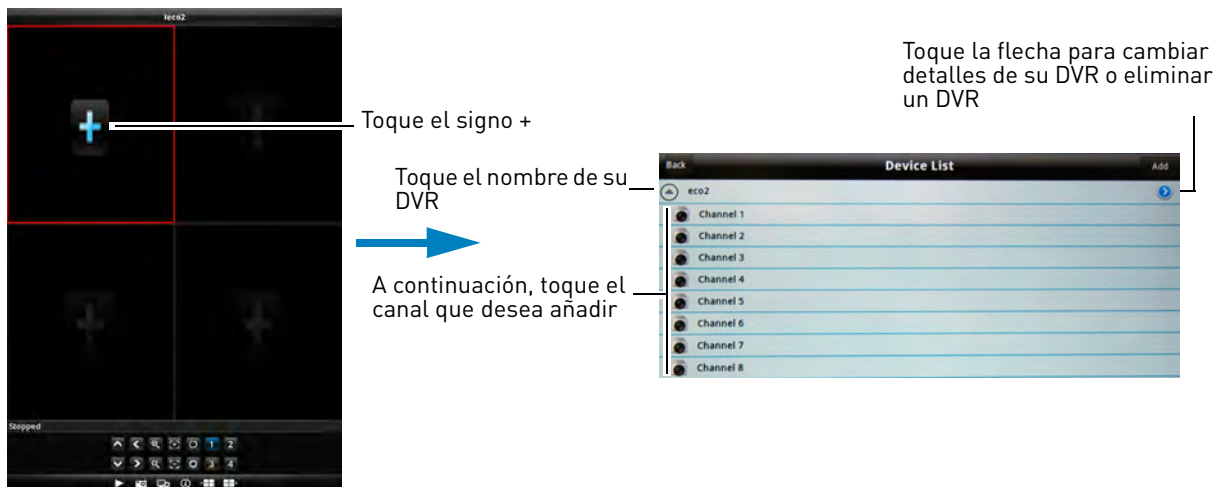 leco2
Toque el signo +
Toque el nombre de su
DVR
A continuación, toque el
canal que desea añadir
Toque la flecha para cambiar
detalles de su DVR o eliminar
un DVR
Back
Device List
Add
eco2
Channel 1
Channel 2
Channel 3
Channel 4
Channel 5
Channel 6
Channel 7
Channel 8
Stopped
1 2
3 4